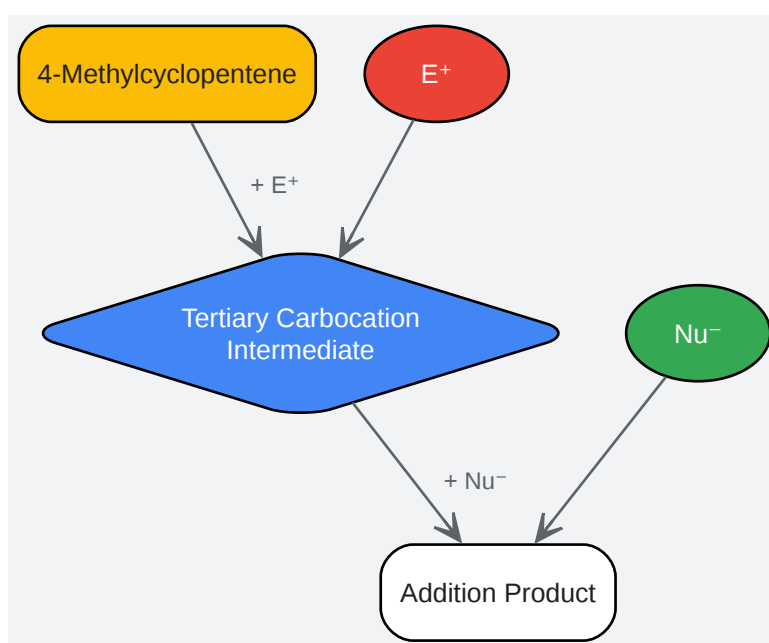 4-Methylcyclopentene
E⁺
+ E⁺
Tertiary Carbocation
Intermediate
Nu⁻
+ Nu⁻
Addition Product